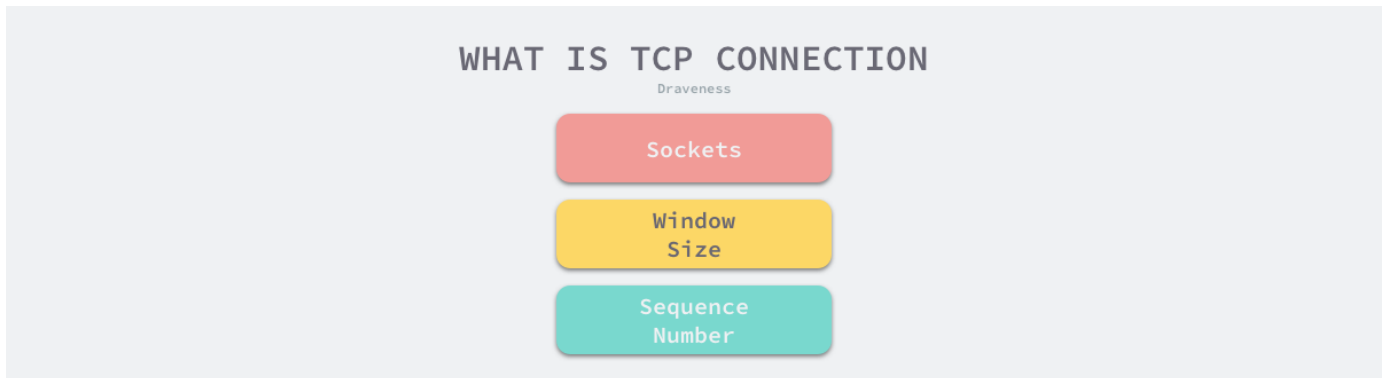 WHAT IS TCP CONNECTION
Draveness
Sockets
Window
Size
Sequence
Number